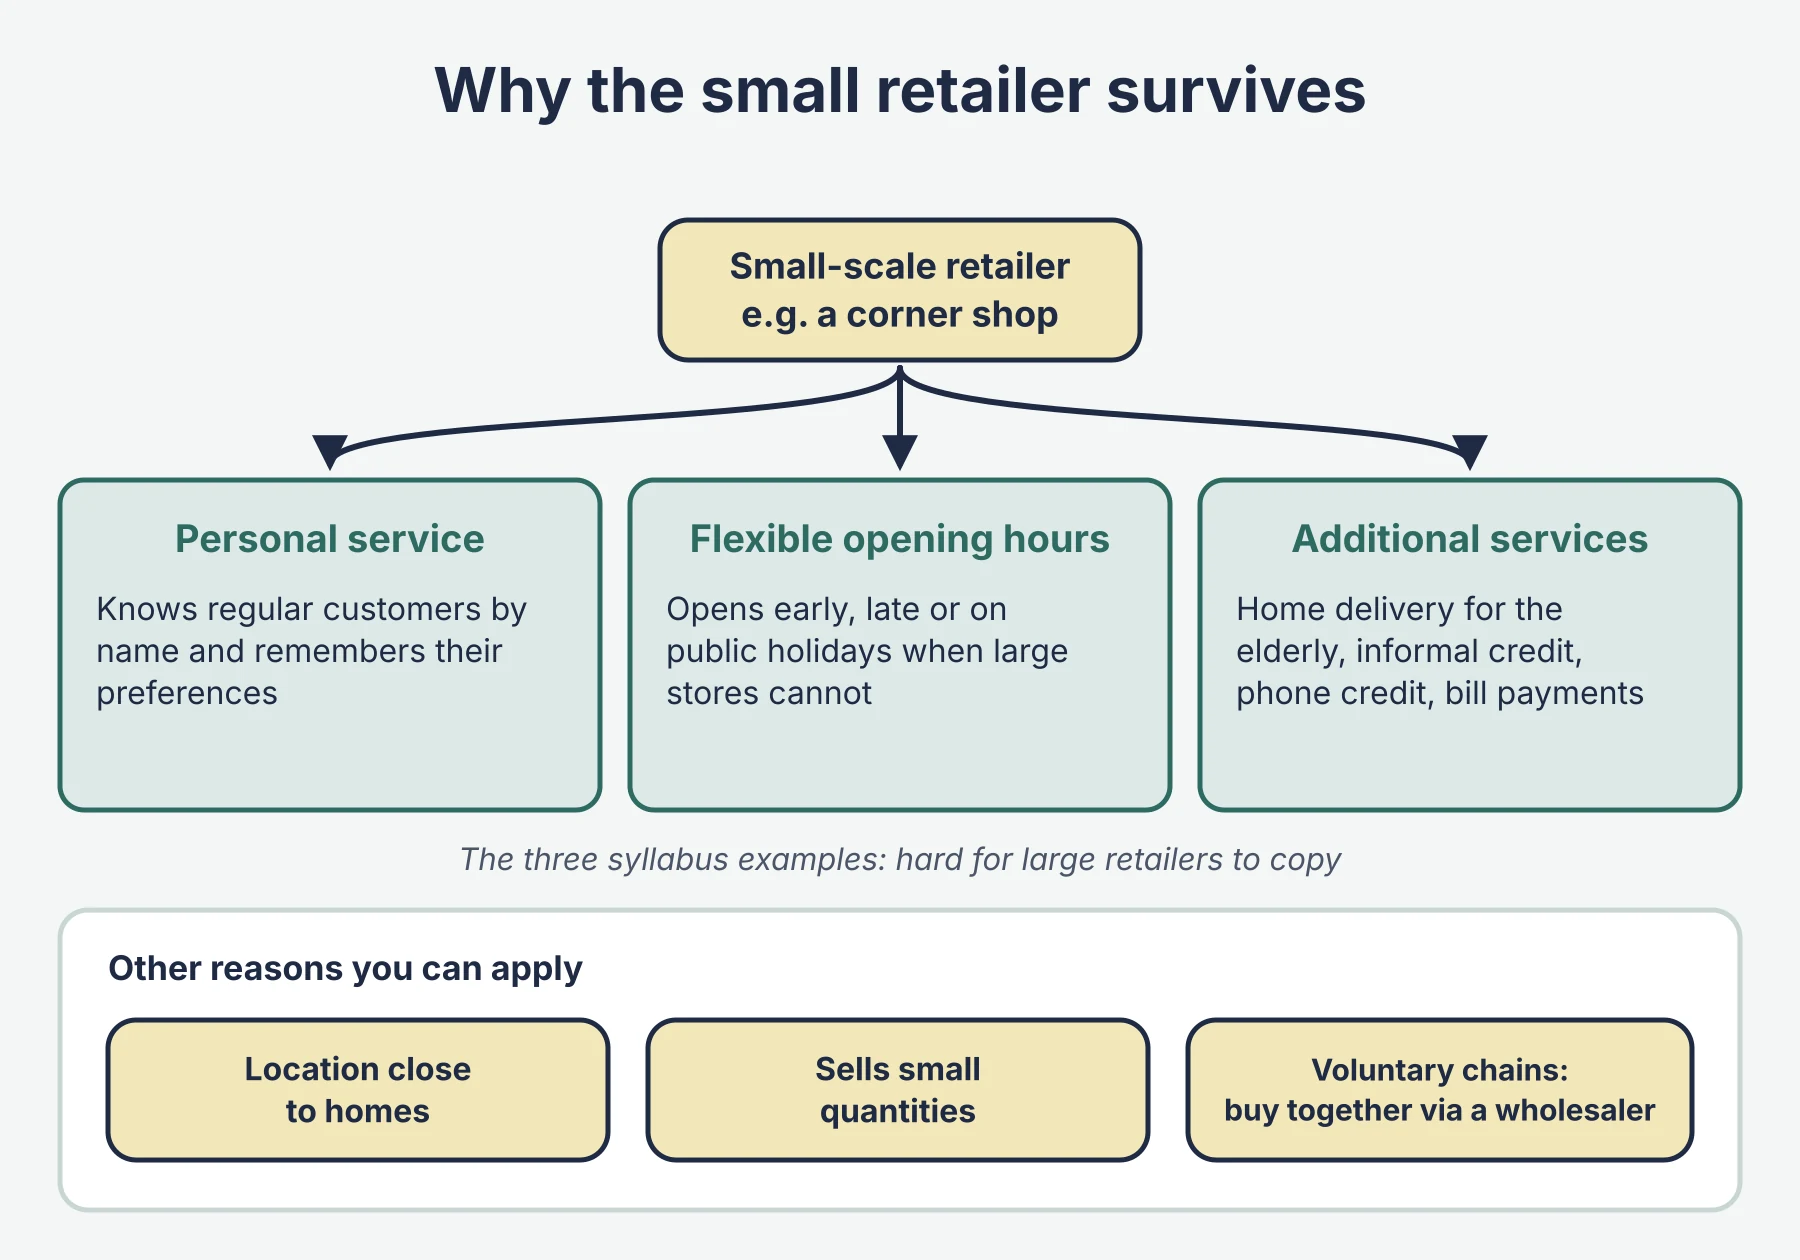 Why the small retailer survives
Small-scale retailer
e.g. a corner shop
Personal service
Knows regular customers by
name and remembers their
preferences
Flexible opening hours
Opens early, late or on
public holidays when large
stores cannot
Additional services
Home delivery for the
elderly, informal credit,
phone credit, bill payments
The three syllabus examples: hard for large retailers to copy
Other reasons you can apply
Location close
to homes
Sells small
quantities
Voluntary chains:
buy together via a wholesaler